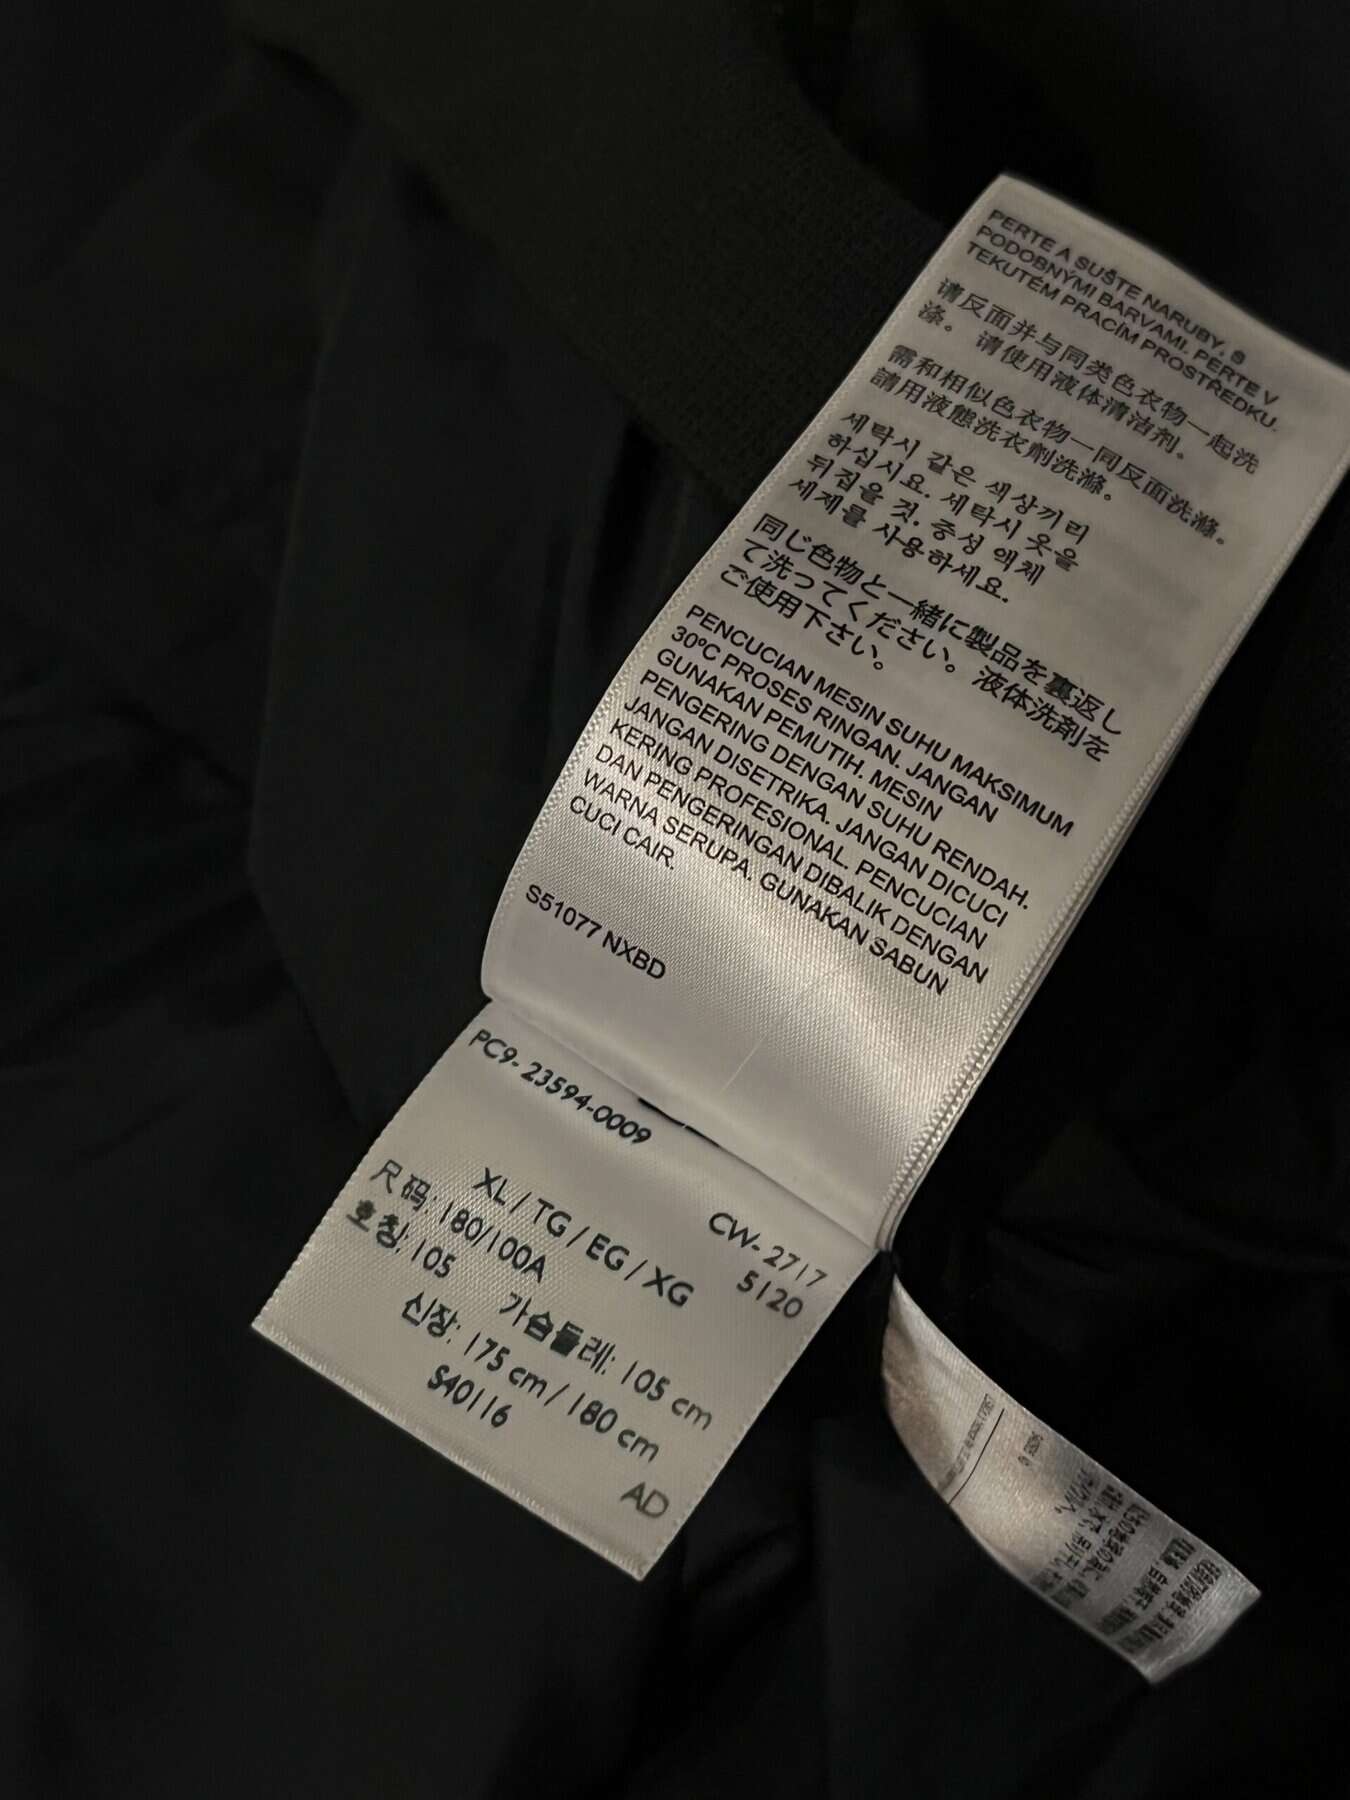 PERTE A SUŠTE NARUBY, S
PODOBNÝMI BARVAMI. PERTE V
TEKUTÉM PRACÍM PROSTŘEDKU.
请反面并与同类色衣物一起洗
涤。 请使用液体清洁剂。
需和相似色衣物一同反面洗滌。
請用液態洗衣劑洗滌。
세탁시 같은 색상끼리
하십시요. 세탁시 옷을
뒤집을 것. 중성 액체
세제를 사용하세요.
同じ色物と一緒に製品を裏返し
て洗ってください。液体洗剤を
ご使用下さい。
PENCUCIAN MESIN SUHU MAKSIMUM
30°C PROSES RINGAN. JANGAN
GUNAKAN PEMUTIH. MESIN
PENGERING DENGAN SUHU RENDAH.
JANGAN DISETRIKA. JANGAN DICUCI
KERING PROFESIONAL. PENCUCIAN
DAN PENGERINGAN DIBALIK DENGAN
WARNA SERUPA. GUNAKAN SABUN
CUCI CAIR.
S51077 NXBD
PC9- 23594-0009
CW- 2717
XL / TG / EG / XG 5120
尺码: 180/100A
호칭: 105 가슴둘레: 105 cm
신장: 175 cm / 180 cm
S40116
AD